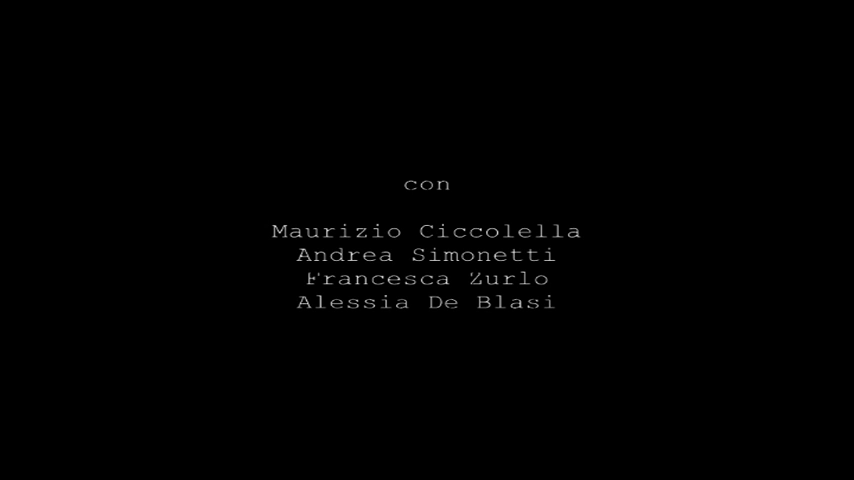 con
Maurizio Ciccolella
Andrea Simonetti
Francesca Zurlo
Alessia De Blasi